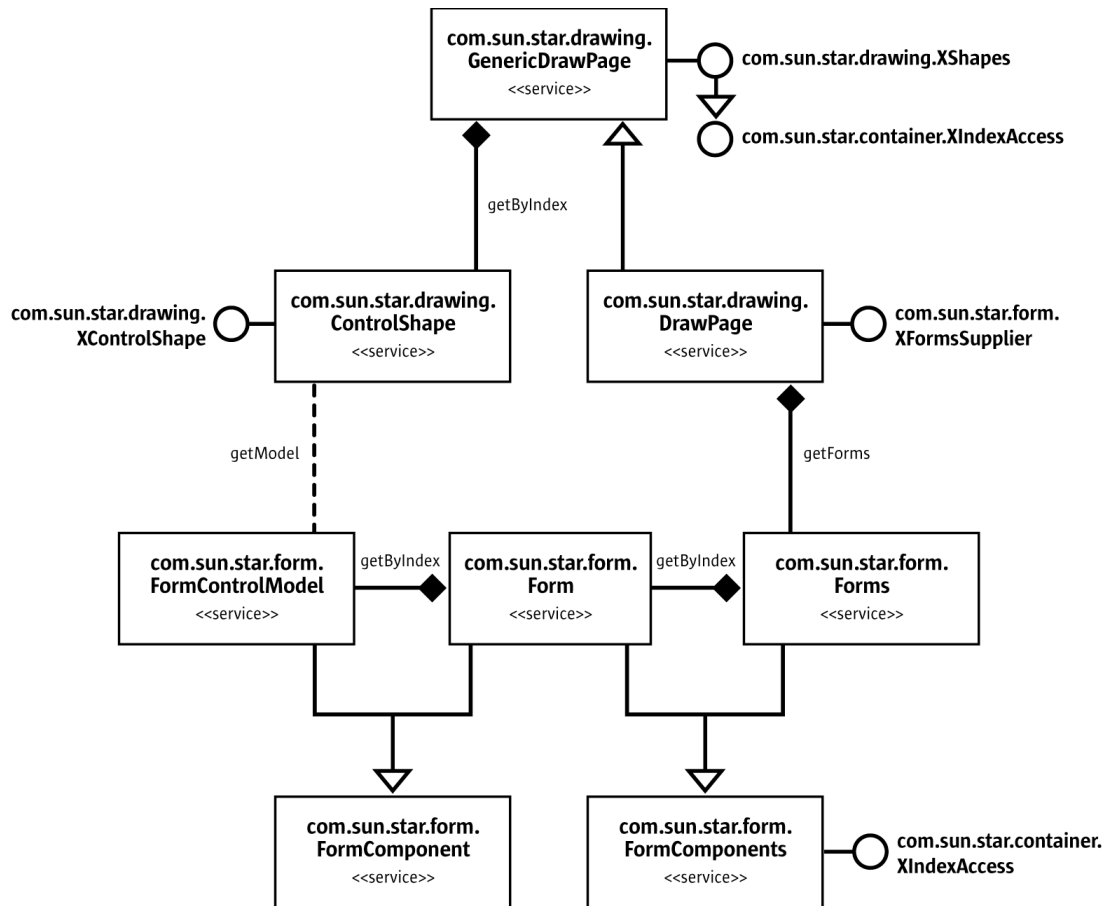 com.sun.star.drawing.
GenericDrawPage
<<service>>
com.sun.star.drawing.XShapes
com.sun.star.container.XIndexAccess
getByIndex
com.sun.star.drawing.
XControlShape
com.sun.star.drawing.
ControlShape
<<service>>
com.sun.star.drawing.
DrawPage
<<service>>
com.sun.star.form.
XFormsSupplier
getModel
getForms
com.sun.star.form.
FormControlModel
<<service>>
getByIndex
com.sun.star.form.
Form
<<service>>
getByIndex
com.sun.star.form.
Forms
<<service>>
com.sun.star.form.
FormComponent
<<service>>
com.sun.star.form.
FormComponents
<<service>>
com.sun.star.container.
XIndexAccess